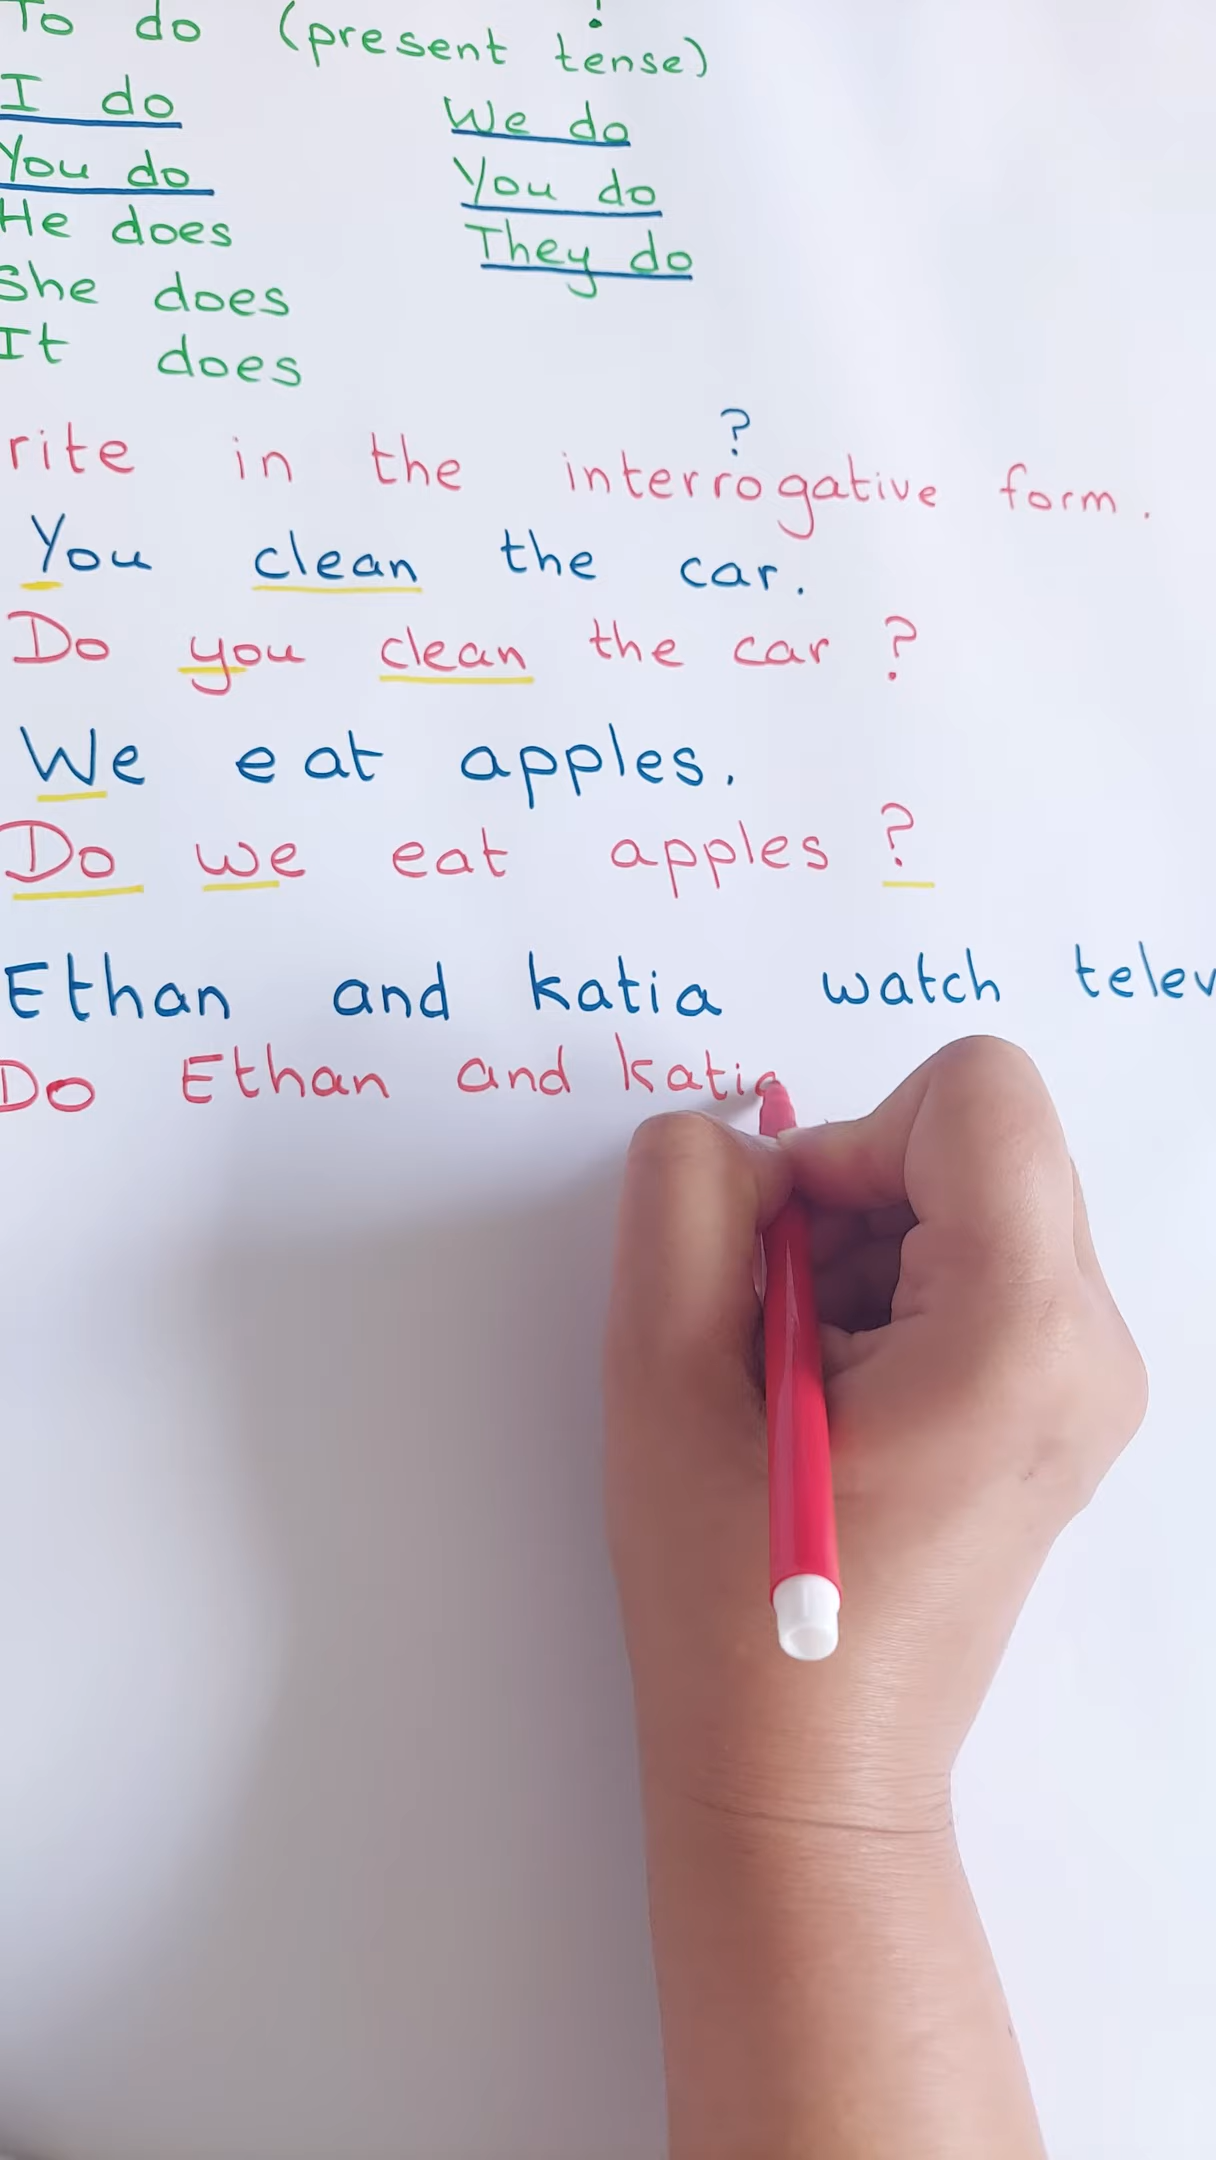 To do (present tense)
I do We do
You do You do
He does They do
She does
It does
?
rite in the interrogative form.
You clean the car.
Do you clean the car ?
We eat apples.
Do we eat apples ?
Ethan and katia watch telev
Do Ethan and katia